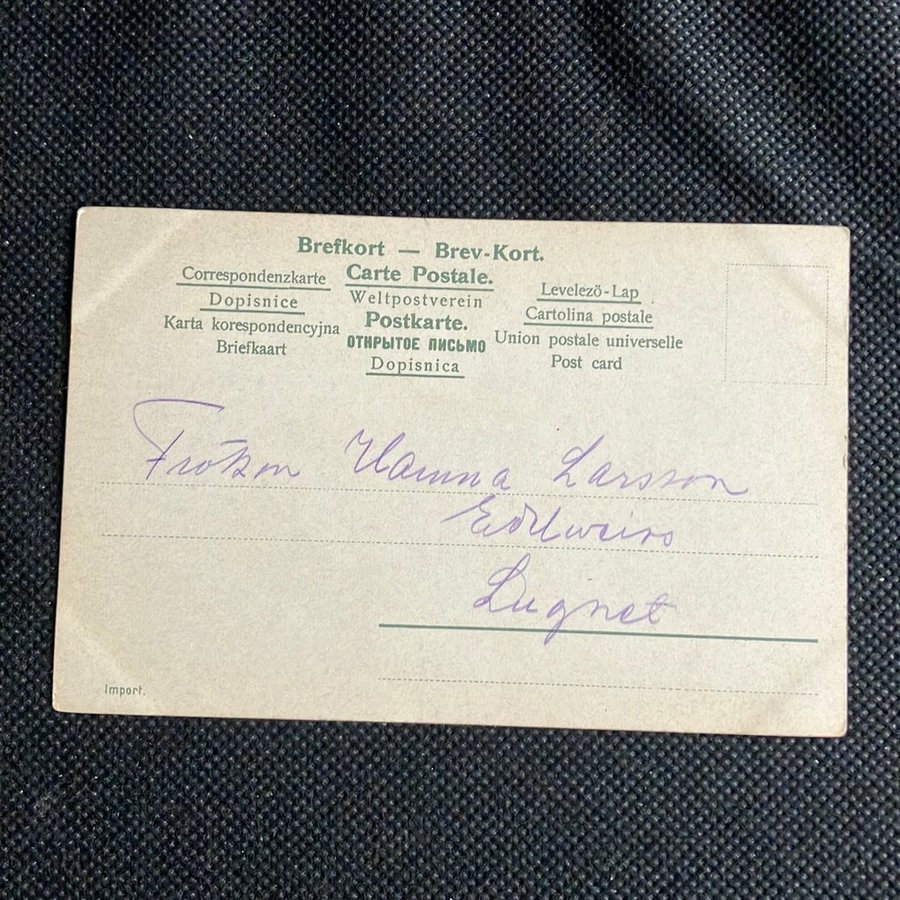 Brefkort — Brev-Kort.
Correspondenzkarte Carte Postale. Levelezö-Lap
Dopisnice Weltpostverein Cartolina postale
Karta korespondencyjna Postkarte. Union postale universelle
Briefkaart ОТКРЫТОЕ ПИСЬМО Post card
Dopisnica
Fröken Hanna Larsson
Edelweiss
Lugnet
Import.